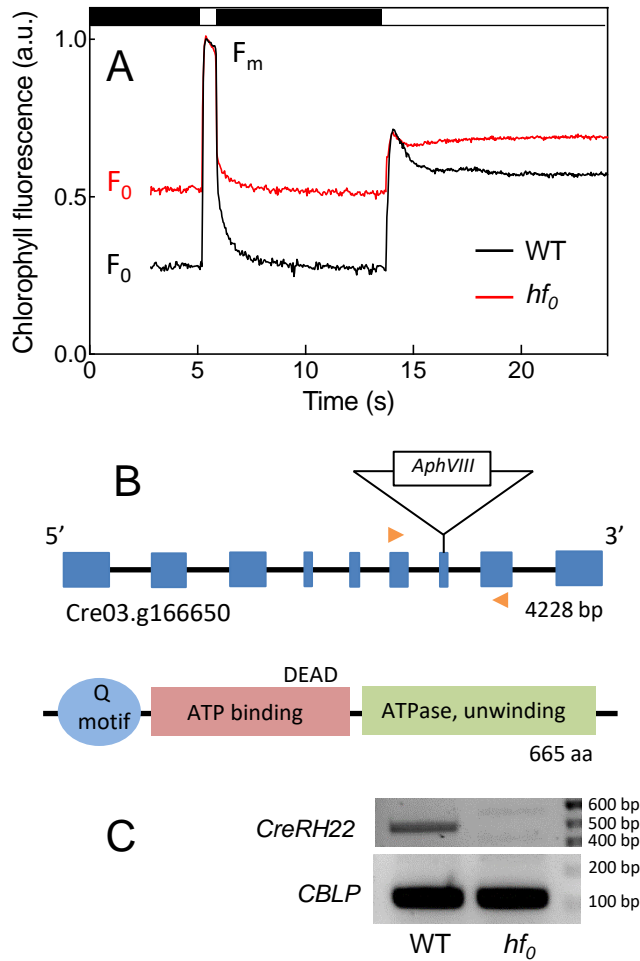 A
Fm
F0
F0
WT
hf0
Chlorophyll fluorescence (a.u.)
1.0
0.5
0.0
0 5 10 15 20
Time (s)
B
AphVIII
5’ 3’
Cre03.g166650 4228 bp
DEAD
Q motif
ATP binding
ATPase, unwinding
665 aa
C
CreRH22
600 bp
500 bp
400 bp
CBLP
200 bp
100 bp
WT hf0